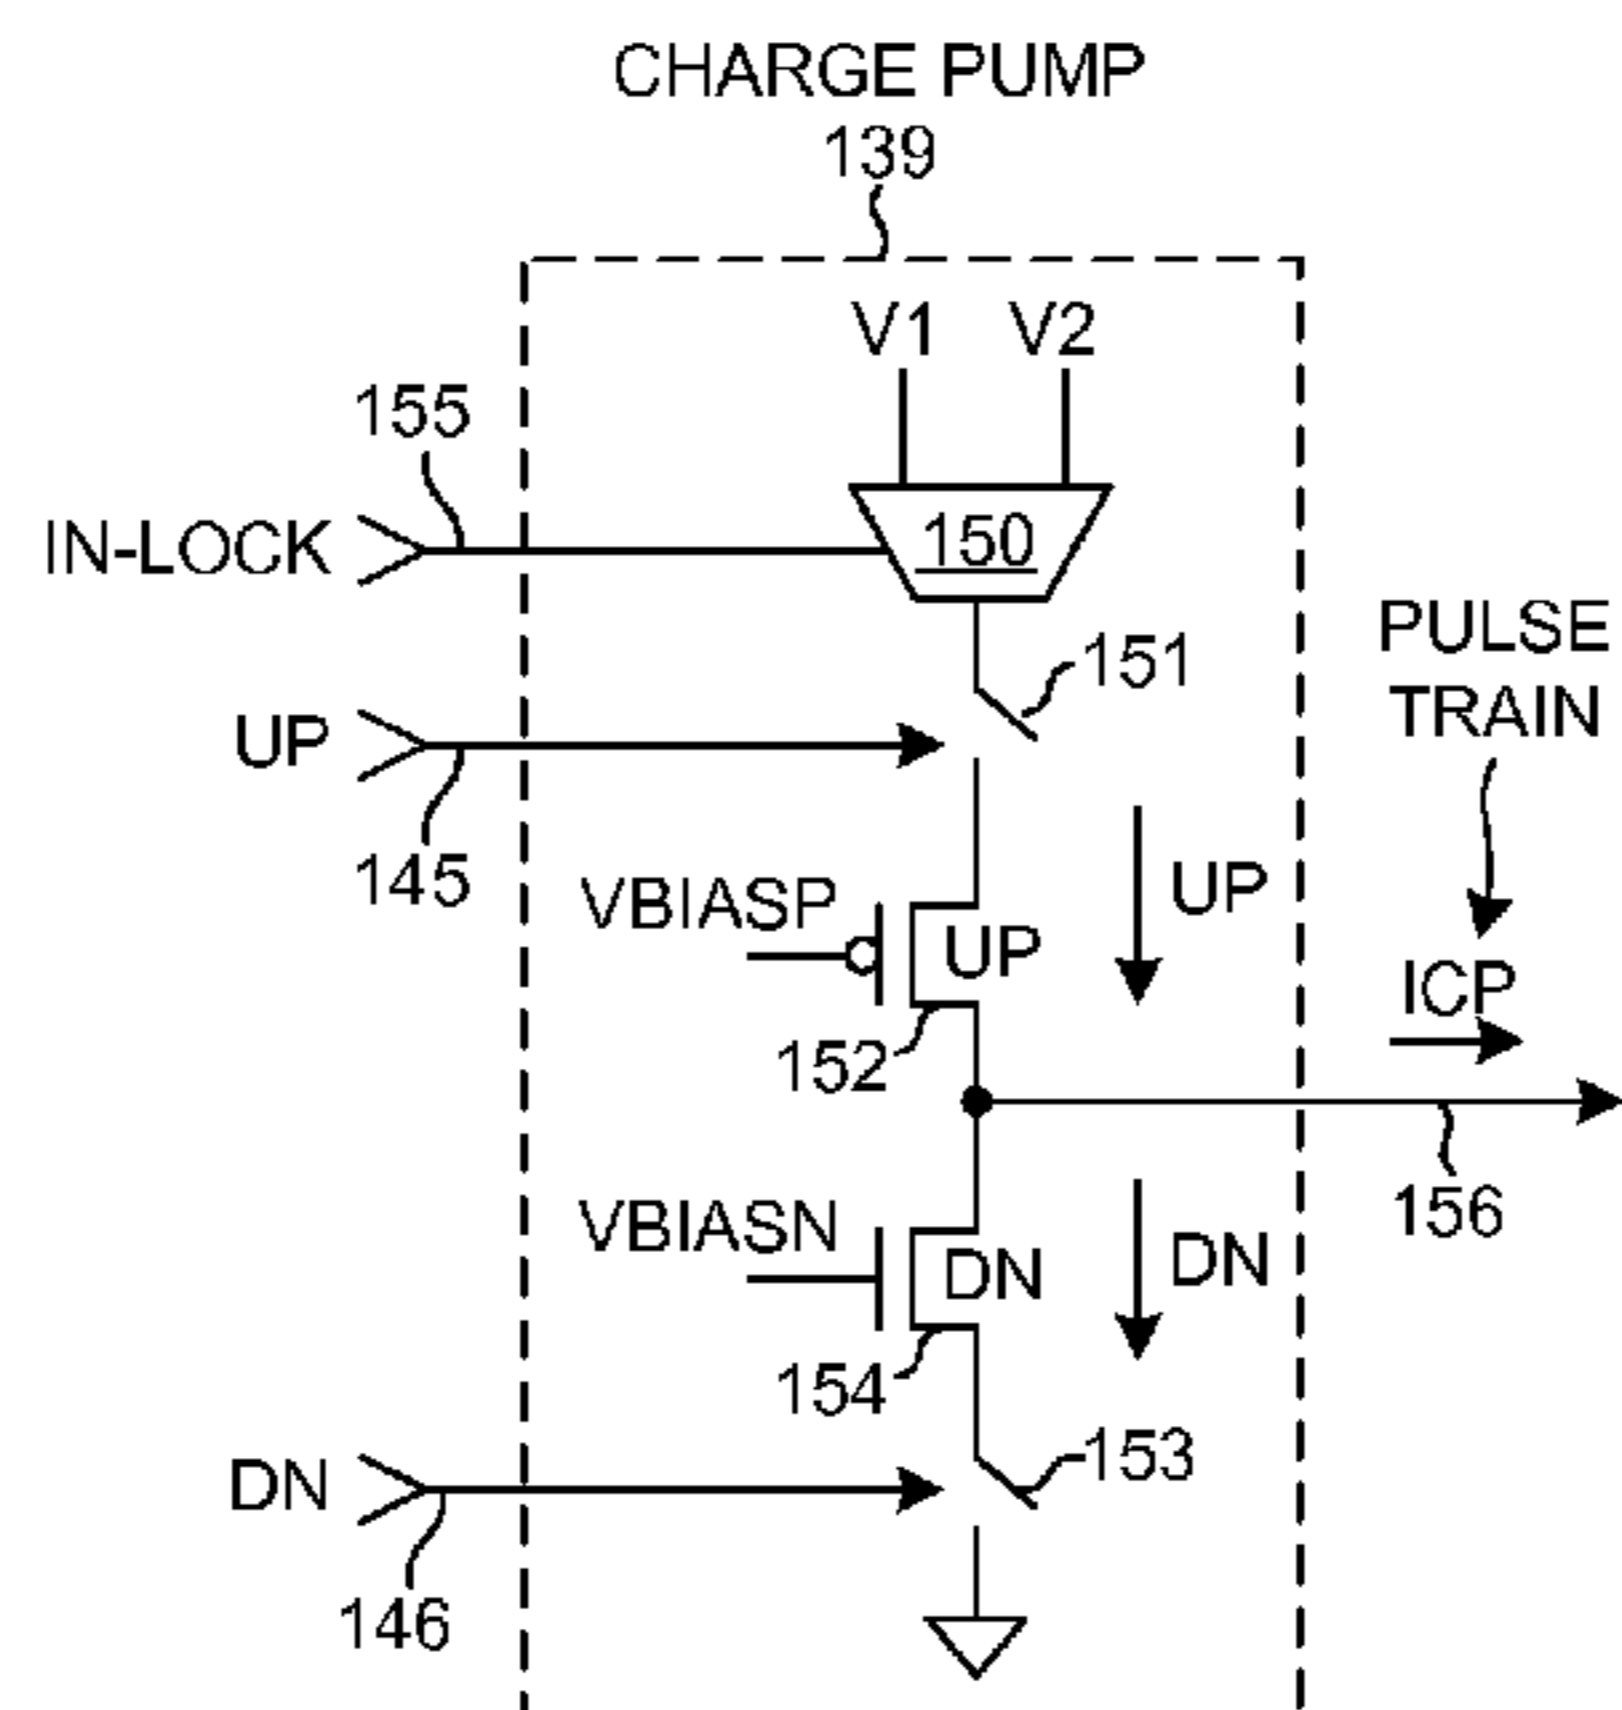 CHARGE PUMP
139
V1 V2
155
IN-LOCK
150
PULSE
TRAIN
151
UP
145
VBIASP
UP
UP
ICP
152
156
VBIASN
DN
DN
154
153
DN
146